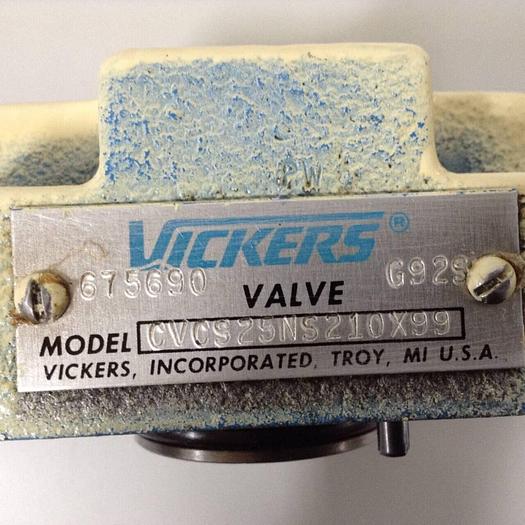 PW
VICKERS ®
675690 G92S
VALVE
MODEL CVCS25NS210X99
VICKERS, INCORPORATED, TROY, MI U.S.A.